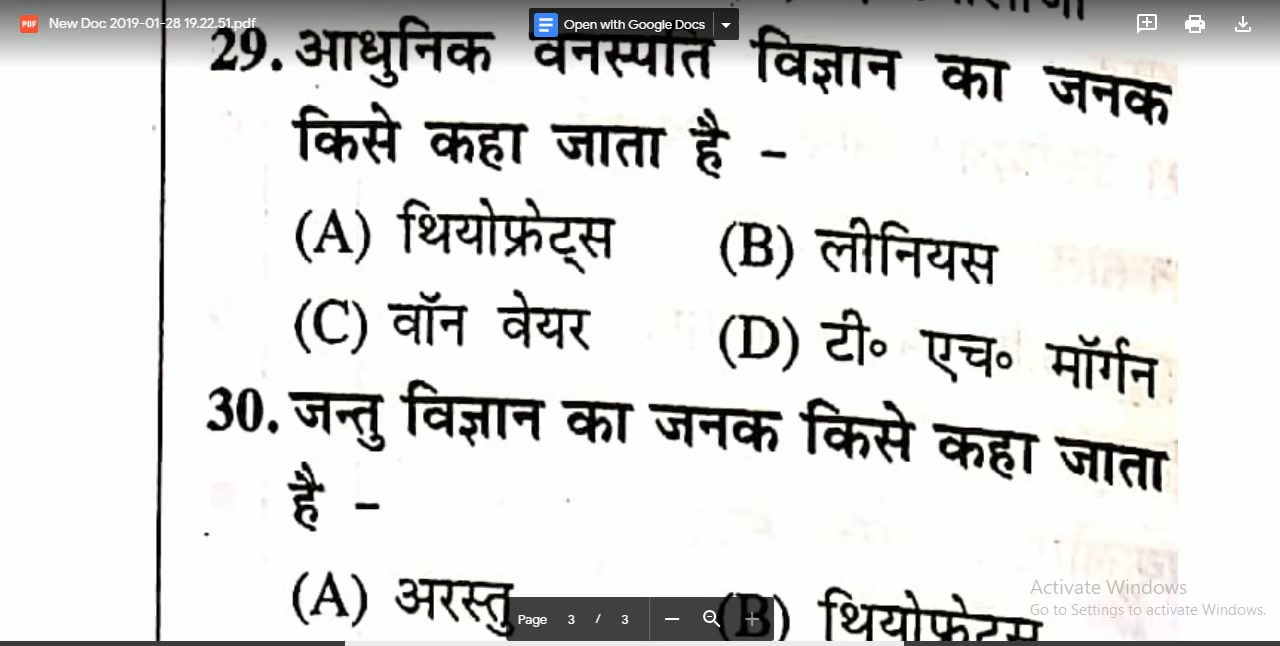 New Doc 2019-01-28 19.22.51.pdf
Open with Google Docs
29. आधुनिक वनस्पति विज्ञान का जनक
किसे कहा जाता है –
(A) थियोफ्रेट्स (B) लीनियस
(C) वॉन वेयर (D) टी० एच० मॉर्गन
30. जन्तु विज्ञान का जनक किसे कहा जाता
है –
(A) अरस्तु (B) थियोफ्रेट्स
Page 3 / 3
Activate Windows
Go to Settings to activate Windows.